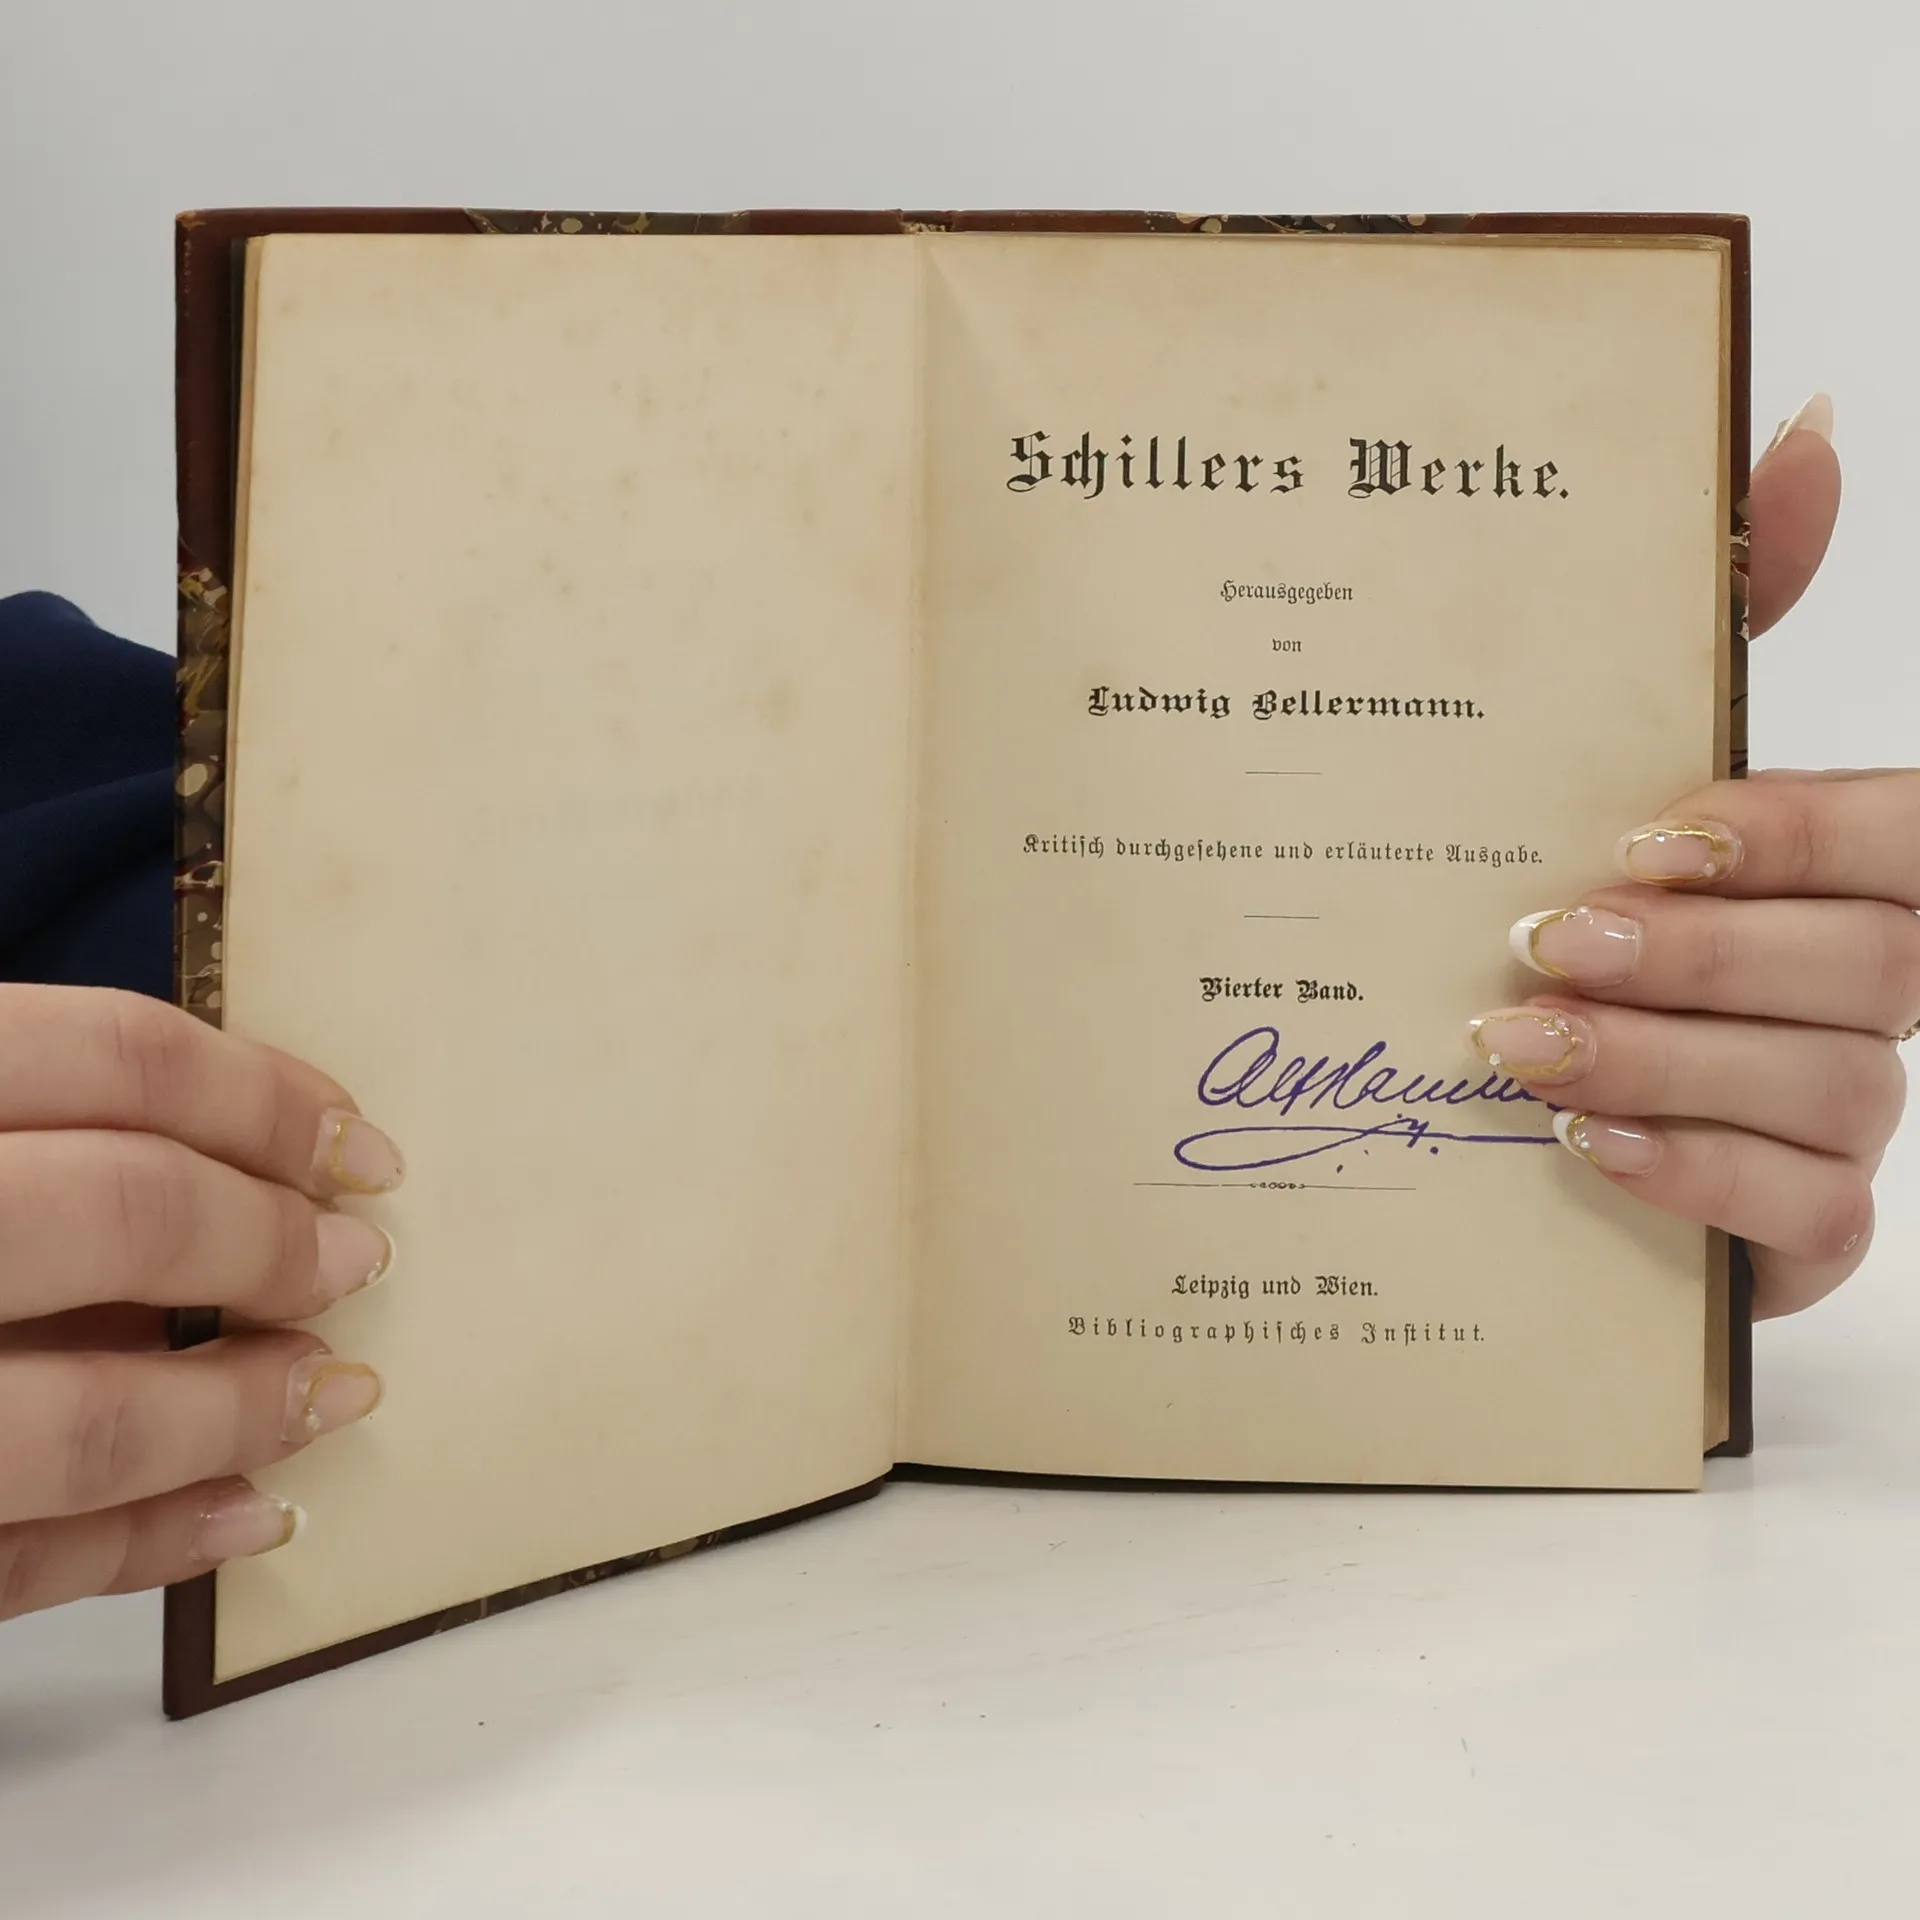 Schillers Werke.
Herausgegeben
von
Ludwig Bellermann.
Kritisch durchgesehene und erläuterte Ausgabe.
Vierter Band.
Leipzig und Wien.
Bibliographisches Institut.